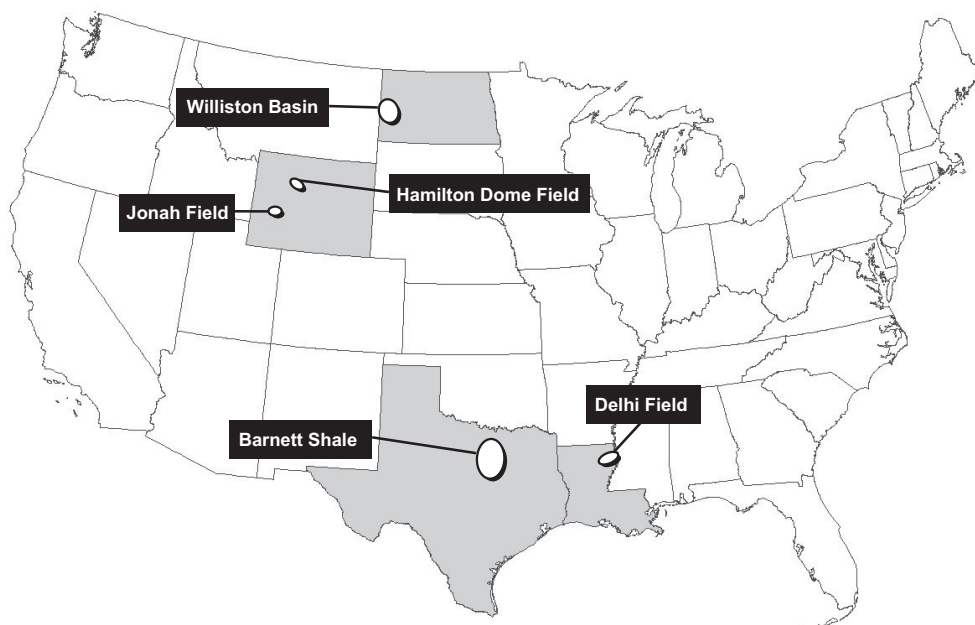 Williston Basin
Hamilton Dome Field
Jonah Field
Delhi Field
Barnett Shale